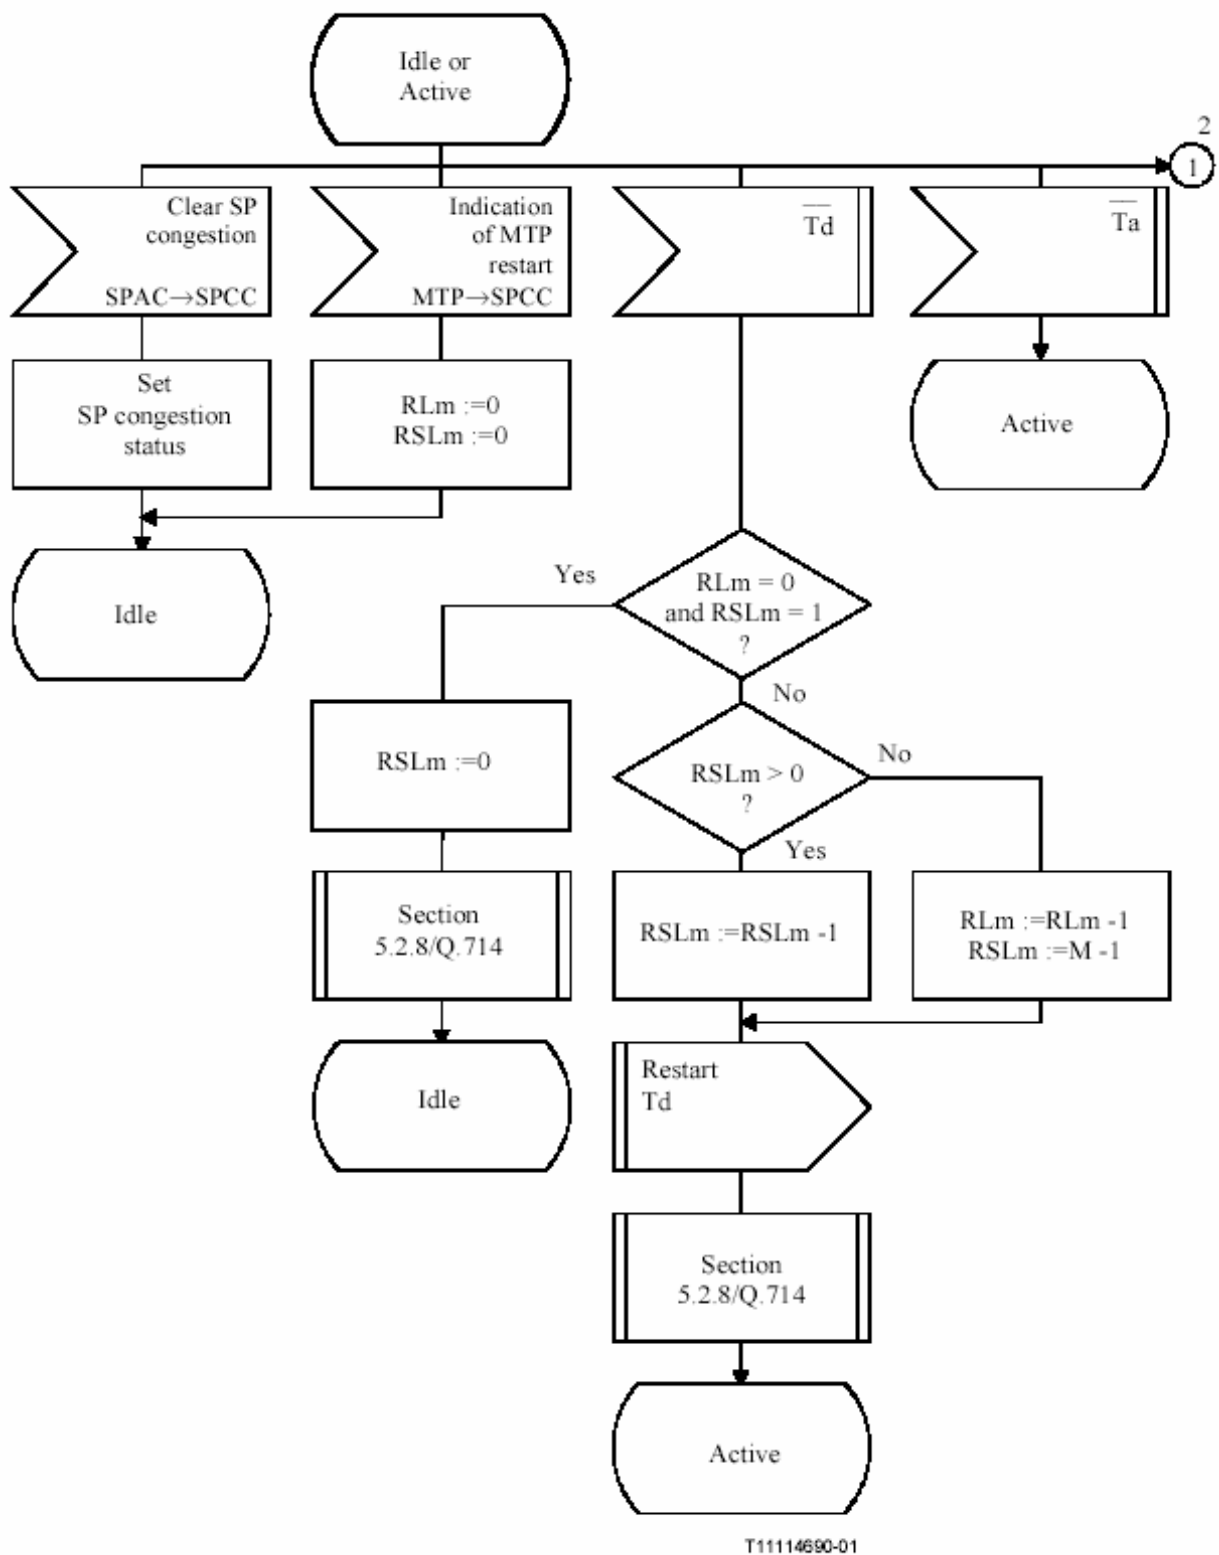 Idle or
Active
2
1
Clear SP
congestion
SPAC→SPCC
Indication
of MTP
restart
MTP→SPCC
Td
Ta
Set
SP congestion
status
RLm :=0
RSLm :=0
Active
Idle
Yes
RLm = 0
and RSLm = 1
?
No
RSLm :=0
RSLm > 0
?
No
Yes
Section
5.2.8/Q.714
RSLm :=RSLm -1
RLm :=RLm -1
RSLm :=M -1
Idle
Restart
Td
Section
5.2.8/Q.714
Active
T11114690-01